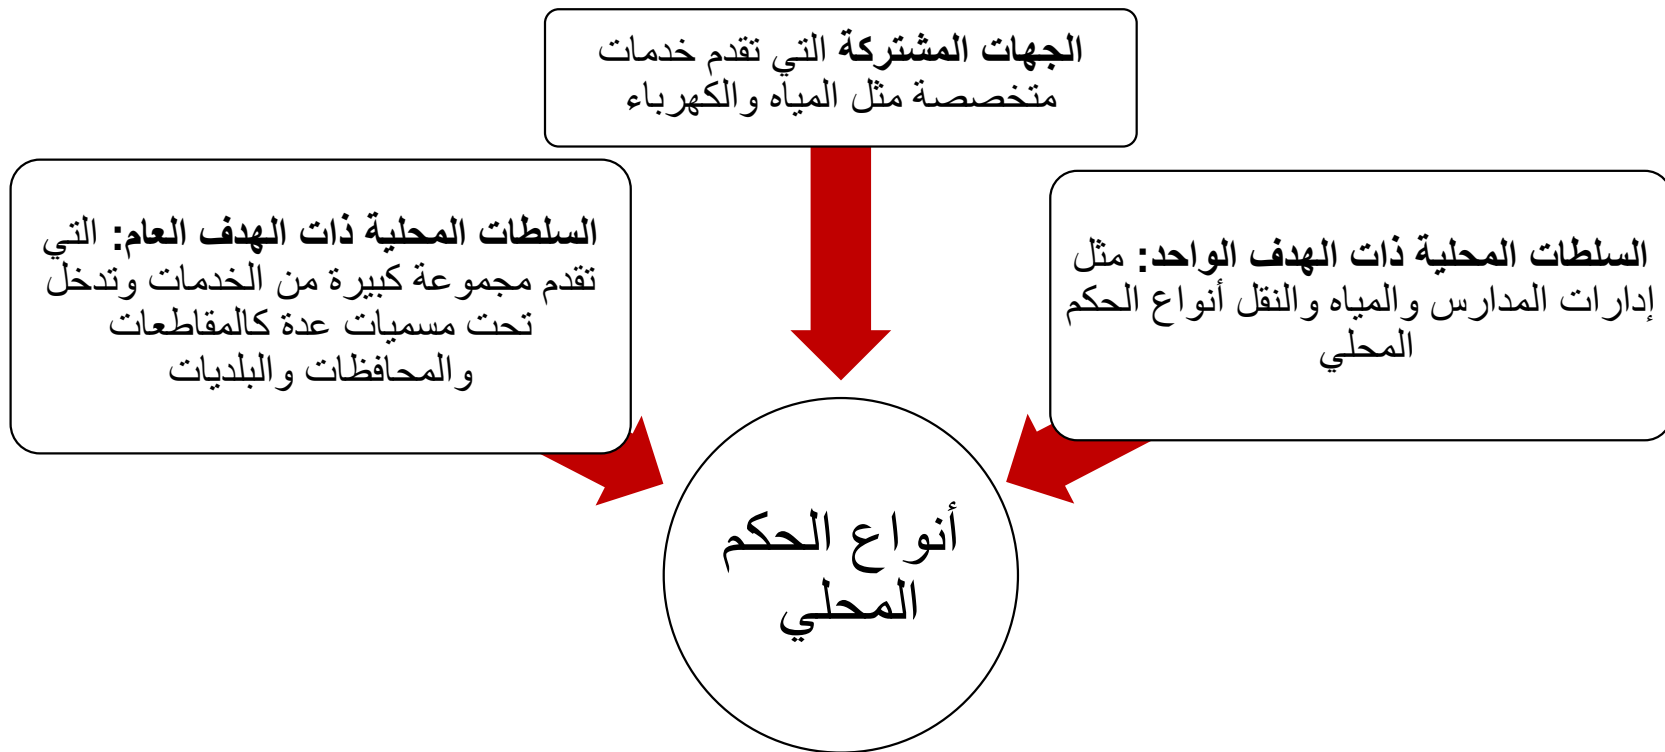 الجهات المشتركة التي تقدم خدمات
متخصصة مثل المياه والكهرباء
السلطات المحلية ذات الهدف الواحد: مثل
إدارات المدارس والمياه والنقل أنواع الحكم
المحلي
السلطات المحلية ذات الهدف العام: التي
تقدم مجموعة كبيرة من الخدمات وتدخل
تحت مسميات عدة كالمقاطعات
والمحافظات والبلديات
أنواع الحكم
المحلي